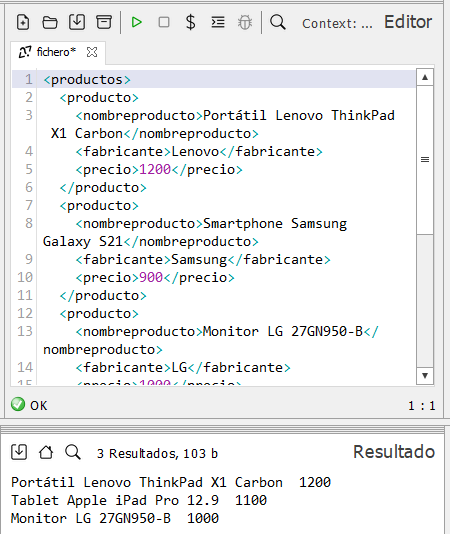 Context: ... Editor
fichero*
1 <productos>
2 <producto>
3 <nombreproducto>Portátil Lenovo ThinkPad
X1 Carbon</nombreproducto>
4 <fabricante>Lenovo</fabricante>
5 <precio>1200</precio>
6 </producto>
7 <producto>
8 <nombreproducto>Smartphone Samsung
Galaxy S21</nombreproducto>
9 <fabricante>Samsung</fabricante>
10 <precio>900</precio>
11 </producto>
12 <producto>
13 <nombreproducto>Monitor LG 27GN950-B</
nombreproducto>
14 <fabricante>LG</fabricante>
15 <precio>1000</precio>
OK 1 : 1
3 Resultados, 103 b Resultado
Portátil Lenovo ThinkPad X1 Carbon 1200
Tablet Apple iPad Pro 12.9 1100
Monitor LG 27GN950-B 1000